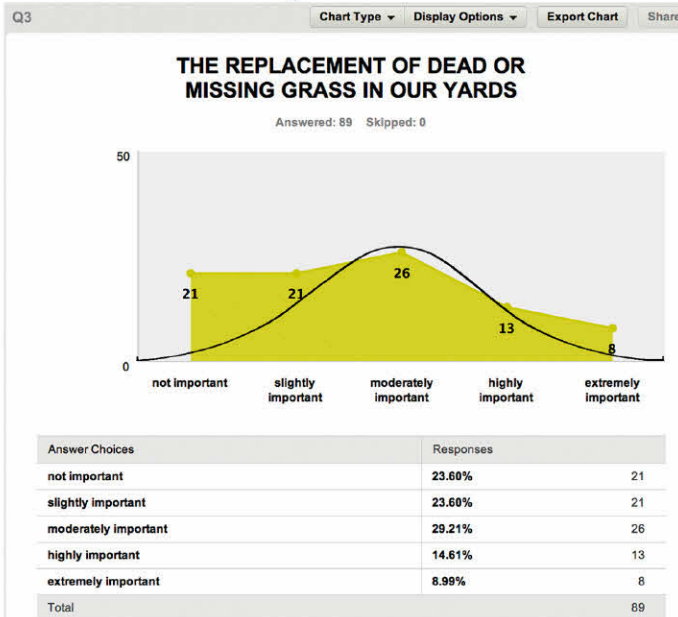 Q3
Chart Type Display Options Export Chart Share
THE REPLACEMENT OF DEAD OR
MISSING GRASS IN OUR YARDS
Answered: 89 Skipped: 0
50
21 21 26 13 8
0
not important slightly important moderately important highly important extremely important
Answer Choices Responses
not important 23.60% 21
slightly important 23.60% 21
moderately important 29.21% 26
highly important 14.61% 13
extremely important 8.99% 8
Total 89